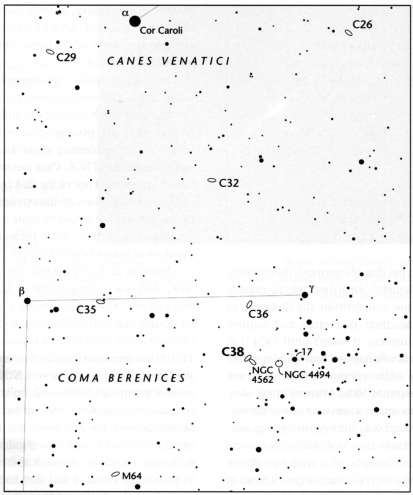 α
Cor Caroli
C26
C29
CANES VENATICI
C32
β
C35
γ
C36
C38
17
NGC
4562
NGC 4494
COMA BERENICES
M64